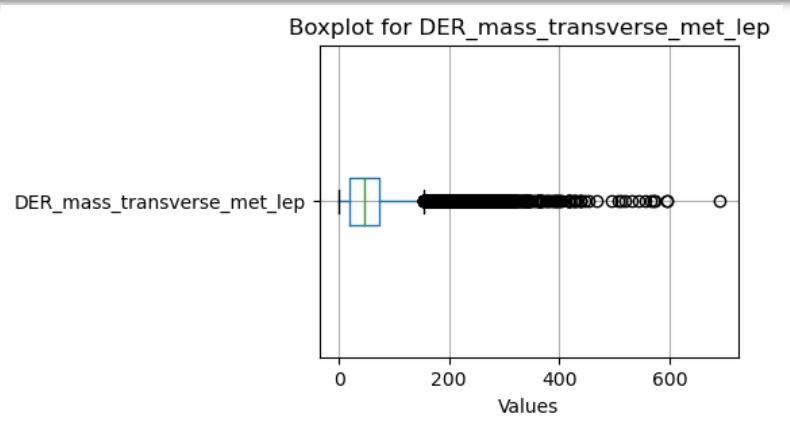 Boxplot for DER_mass_transverse_met_lep
DER_mass_transverse_met_lep
0 200 400 600
Values